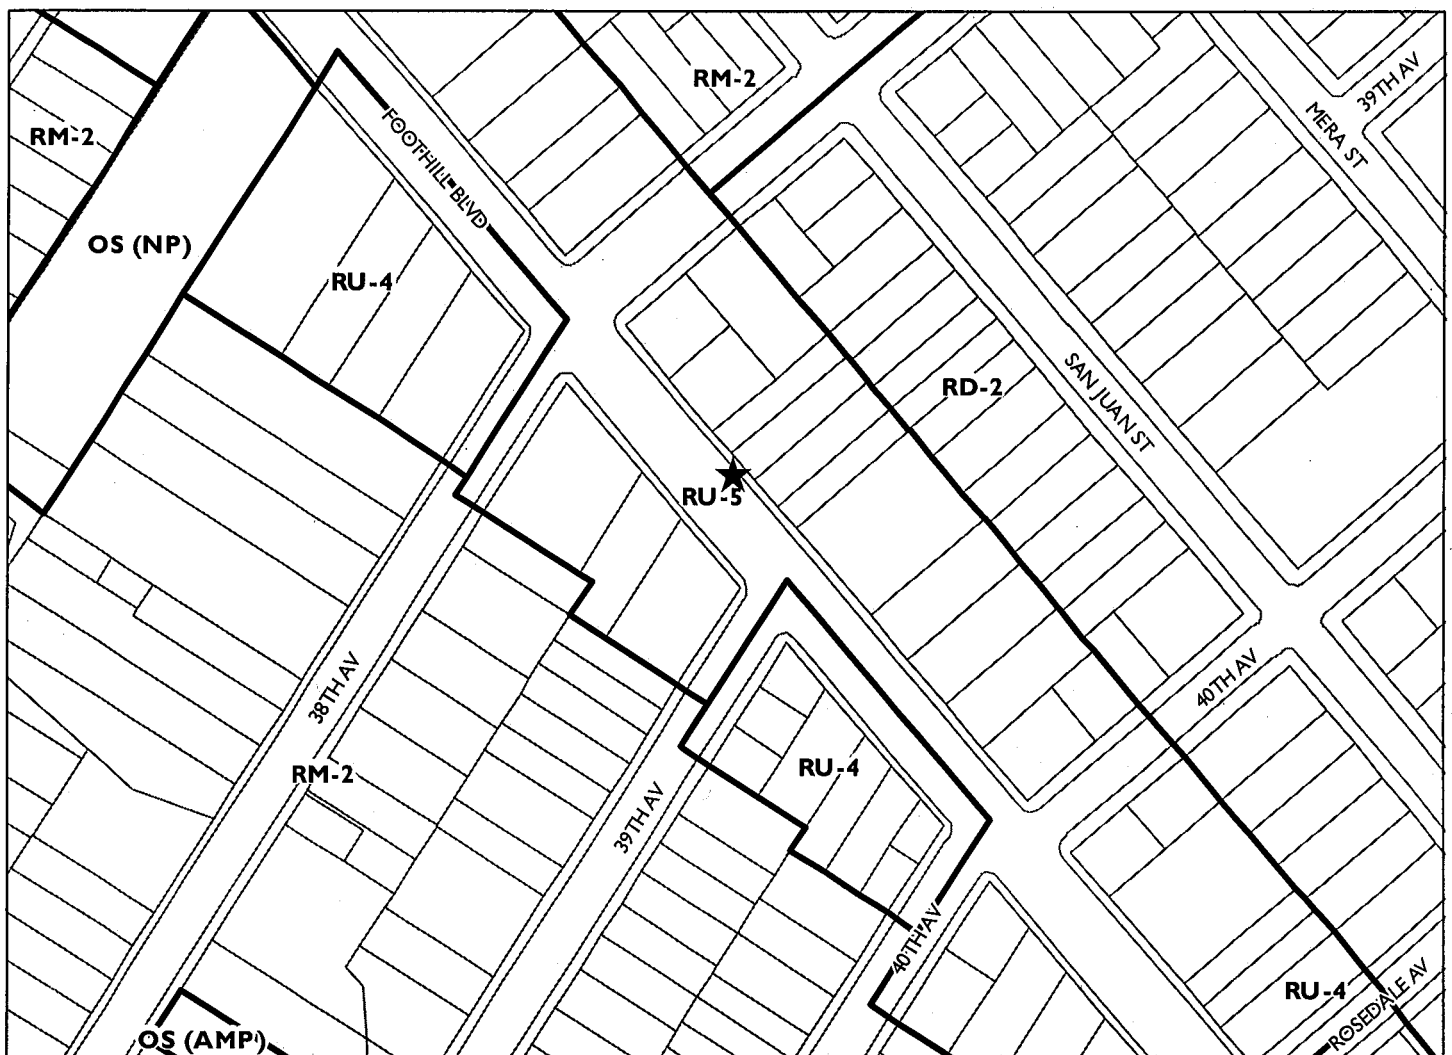 RM-2
39TH AV
MERA ST
RM-2
FOOTHILL BLVD
OS (NP)
RU-4
RD-2
SAN JUAN ST
RU-5
38TH AV
40TH AV
RM-2
RU-4
39TH AV
40TH AV
RU-4
ROSEDALE AV
OS (AMP)